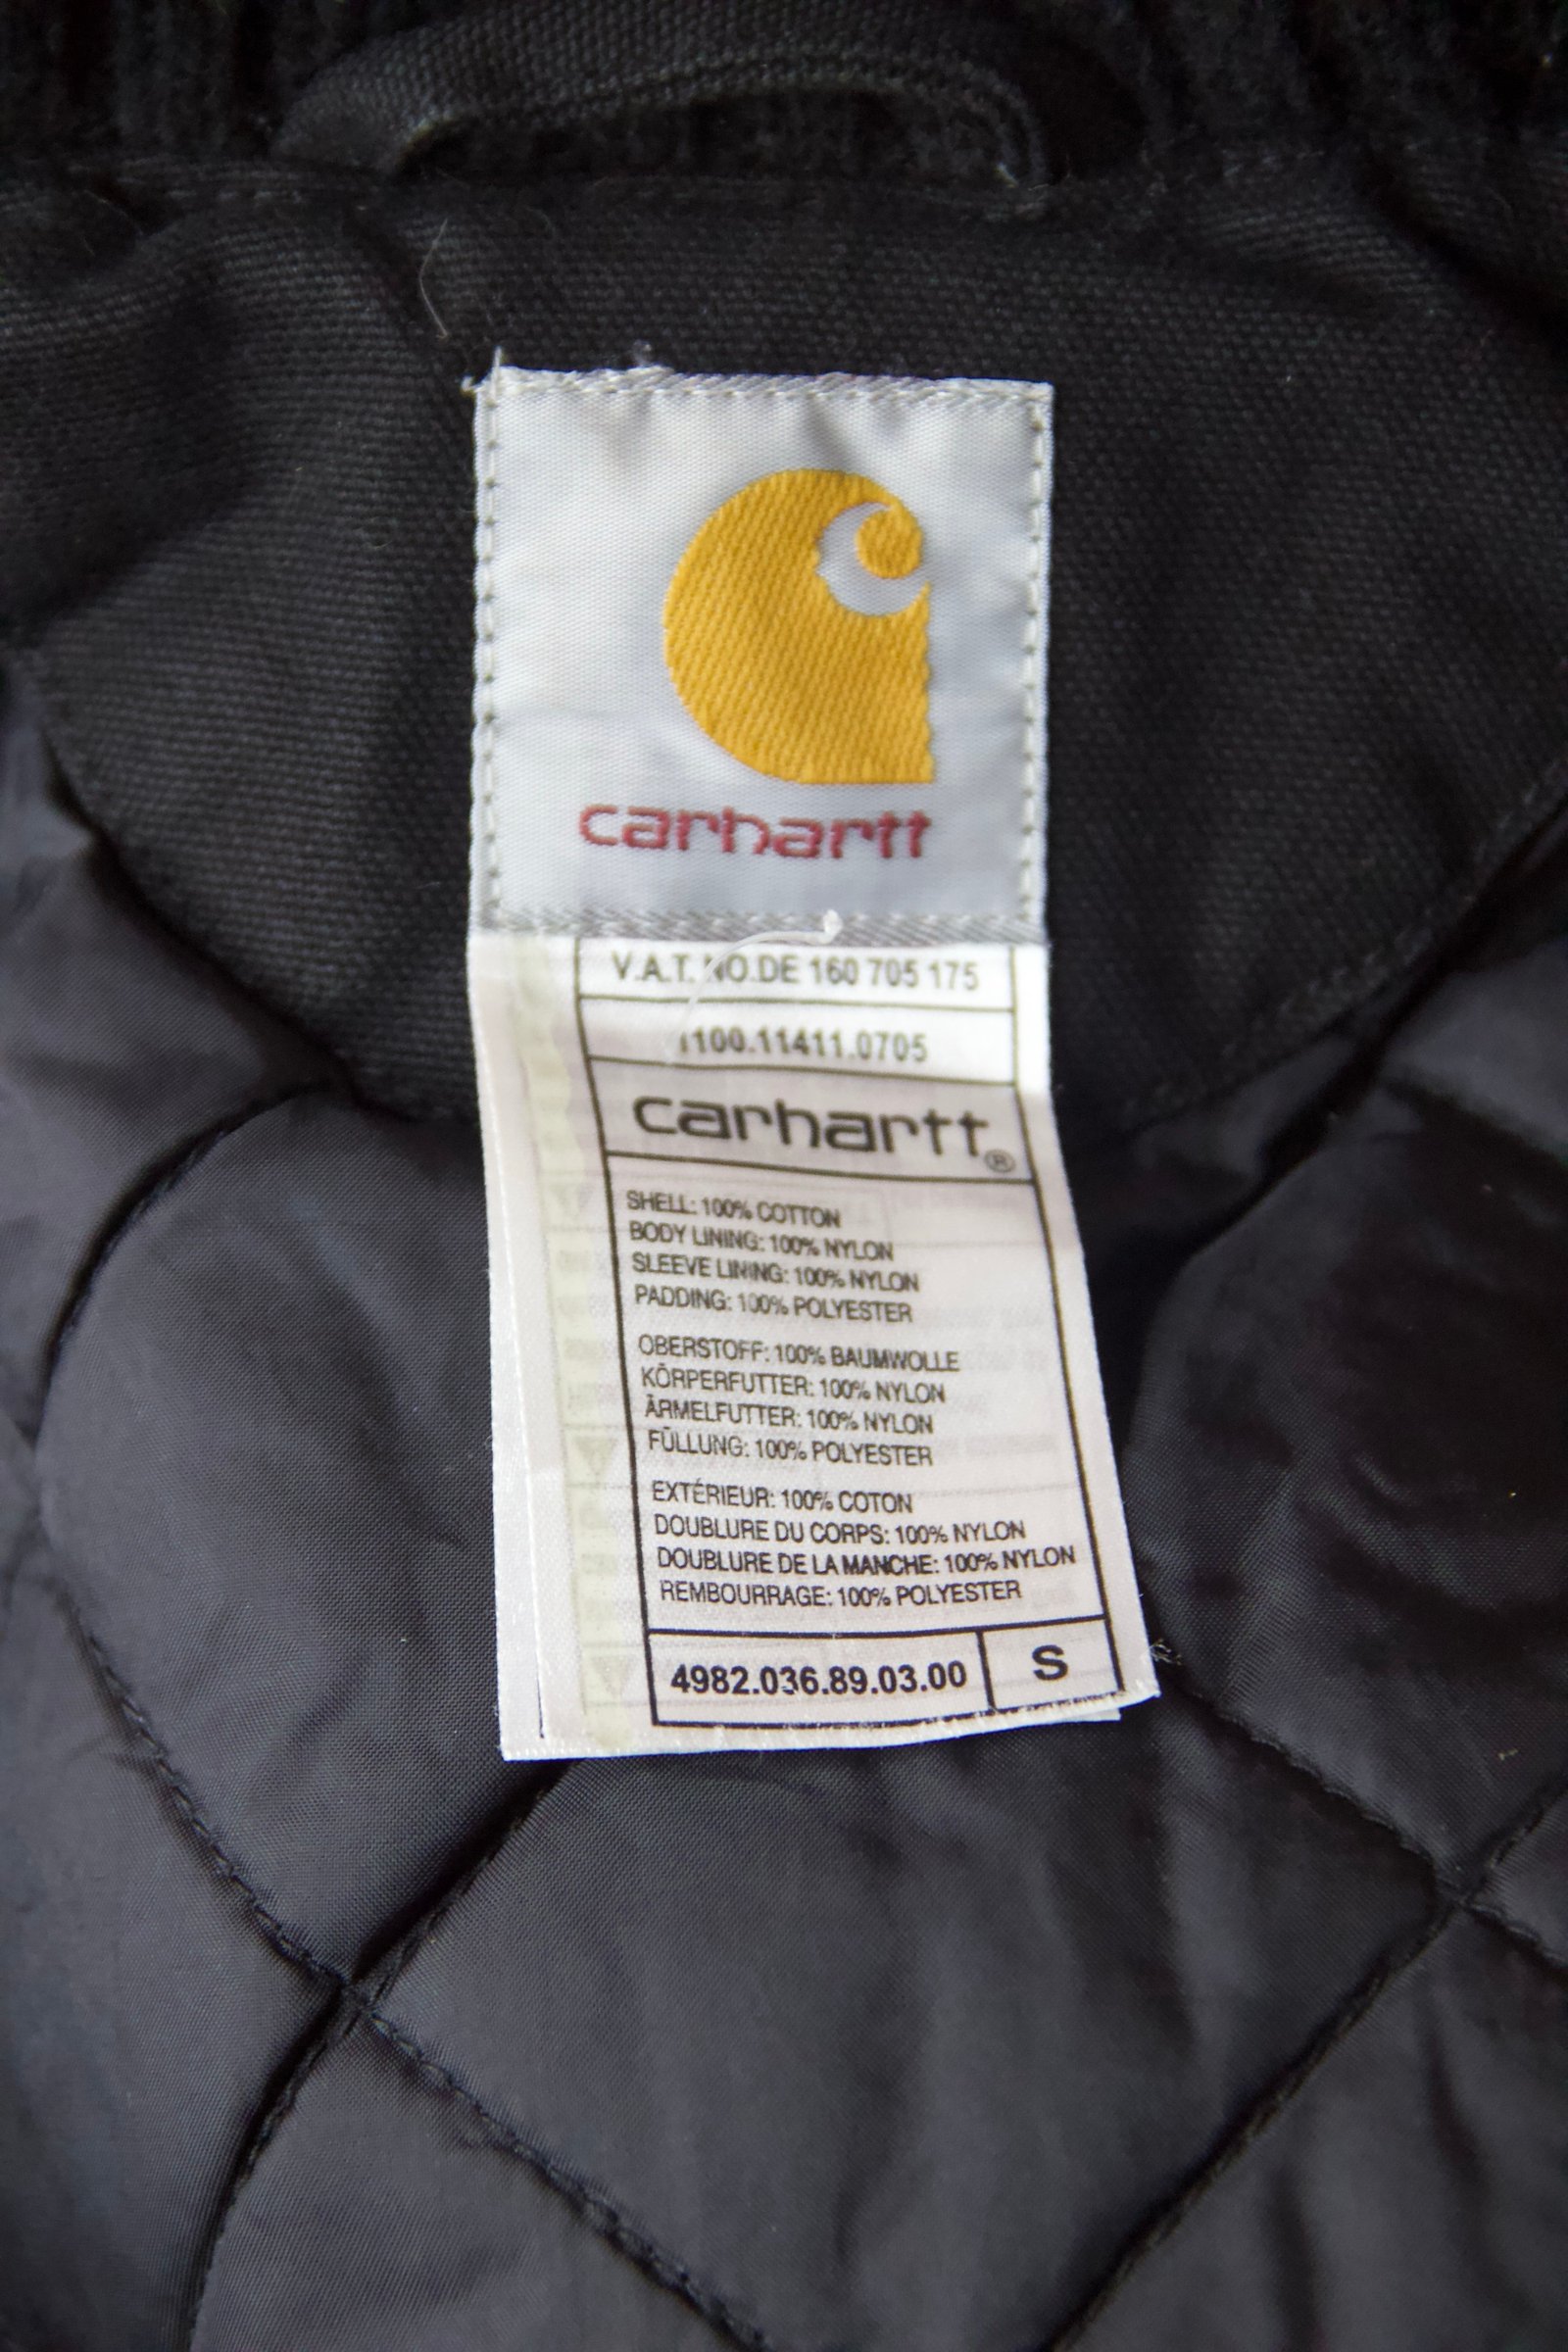 carhartt
V.A.T. NO.DE 160 705 175
1100.11411.0705
carhartt®
SHELL: 100% COTTON
BODY LINING: 100% NYLON
SLEEVE LINING: 100% NYLON
PADDING: 100% POLYESTER
OBERSTOFF: 100% BAUMWOLLE
KÖRPERFUTTER: 100% NYLON
ÄRMELFUTTER: 100% NYLON
FÜLLUNG: 100% POLYESTER
EXTÉRIEUR: 100% COTON
DOUBLURE DU CORPS: 100% NYLON
DOUBLURE DE LA MANCHE: 100% NYLON
REMBOURRAGE: 100% POLYESTER
4982.036.89.03.00 S